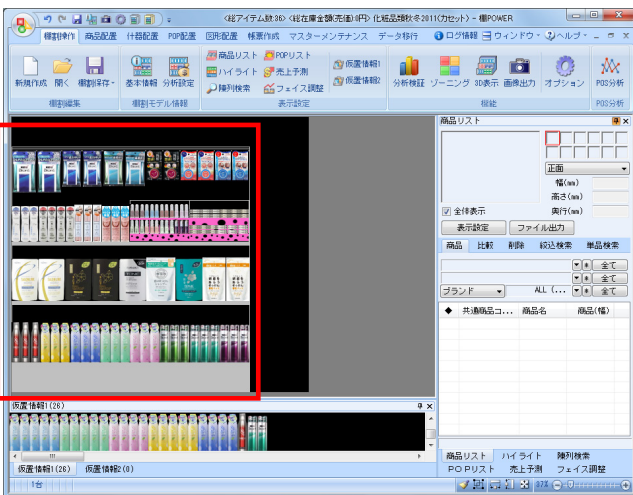 <総アイテム数:86> <総在庫金額(売価):0円> 化粧品類秋冬2011(カセット) - 棚POWER
棚割操作 商品配置 什器配置 POP配置 図形配置 帳票作成 マスターメンテナンス データ移行 ログ情報 ウィンドウ ヘルプ
商品リスト POPリスト 仮置情報1
ハイライト 売上予測 仮置情報2
陳列検索 フェイス調整
新規作成 開く 棚割保存 基本情報 分析設定 分析検証 ゾーニング 3D表示 画像出力 オプション POS分析
棚割編集 棚割モデル情報 表示設定 機能 POS分析
商品リスト
正面
幅(mm)
高さ(mm)
全体表示 奥行(mm)
表示設定 ファイル出力
商品 比較 削除 絞込検索 単品検索
* 全て
* 全て
ブランド ALL (... * 全て
◆ 共通商品コ... 商品名 商品(幅)
仮置情報1(26)
商品リスト ハイライト 陳列検索
仮置情報1(26) 仮置情報2(0) POPリスト 売上予測 フェイス調整
1台 37%